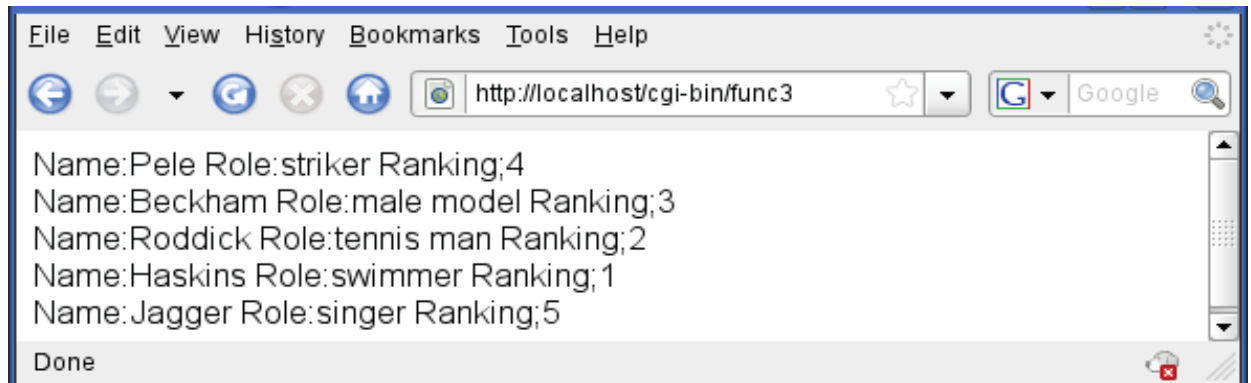 File Edit View History Bookmarks Tools Help
http://localhost/cgi-bin/func3 G Google
Name:Pele Role:striker Ranking;4
Name:Beckham Role:male model Ranking;3
Name:Roddick Role:tennis man Ranking;2
Name:Haskins Role:swimmer Ranking;1
Name:Jagger Role:singer Ranking;5
Done